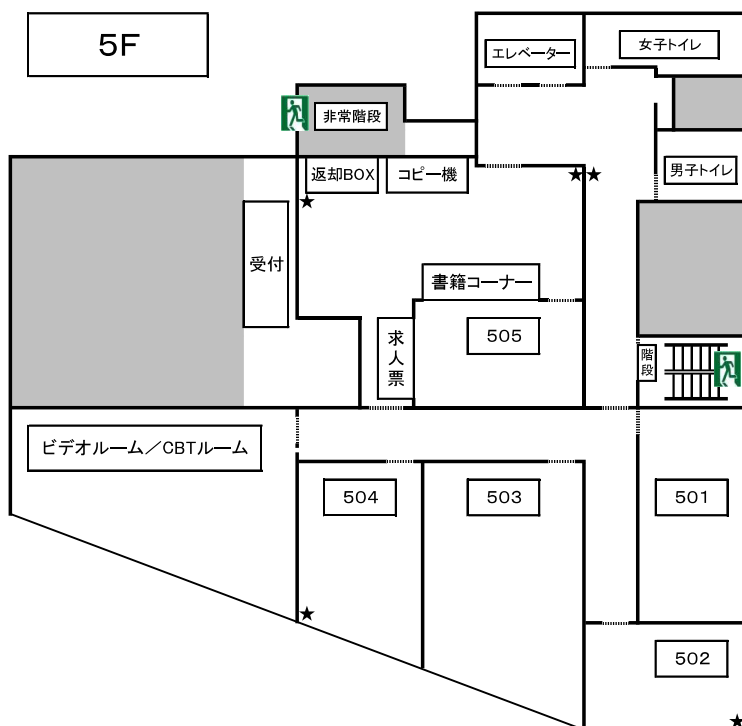 5F
エレベーター
女子トイレ
非常階段
返却BOX
コピー機
★★
男子トイレ
★
受付
書籍コーナー
求人票
505
階段
ビデオルーム／CBTルーム
504
503
501
★
502
★